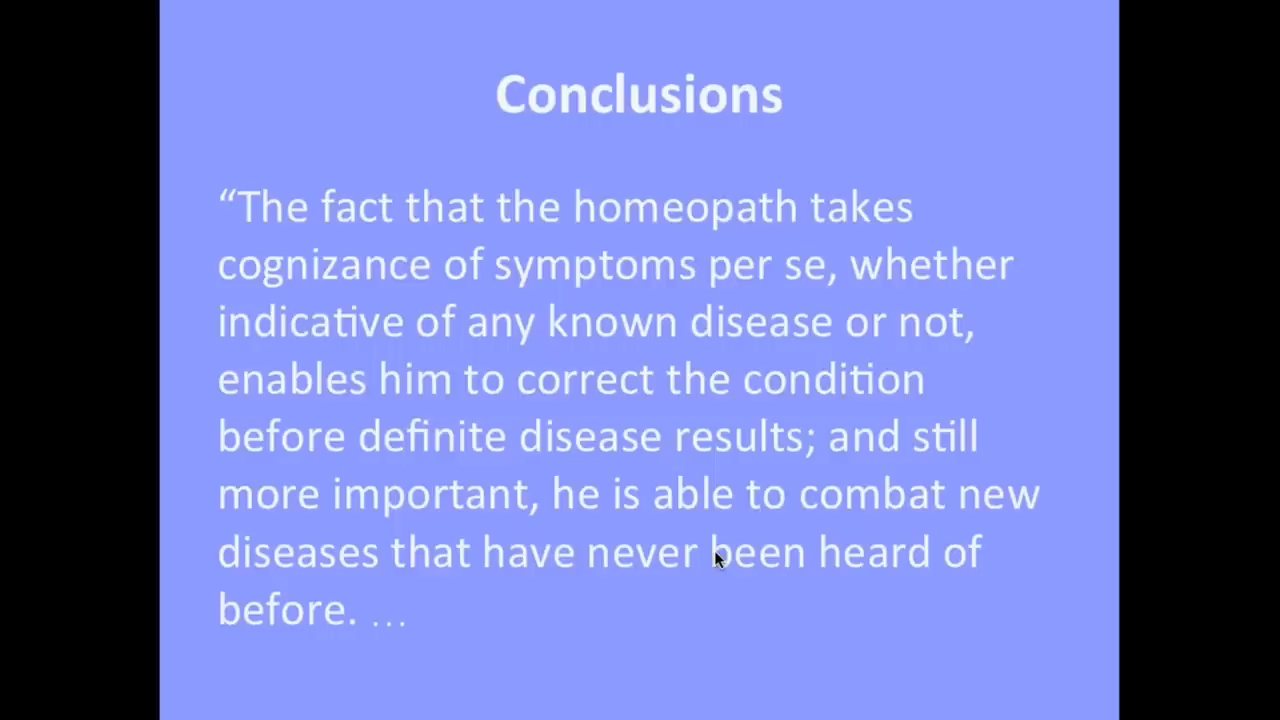 Conclusions
“The fact that the homeopath takes
cognizance of symptoms per se, whether
indicative of any known disease or not,
enables him to correct the condition
before definite disease results; and still
more important, he is able to combat new
diseases that have never been heard of
before. …